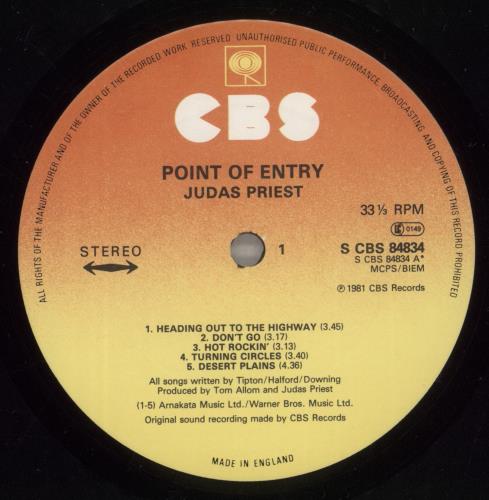 ALL RIGHTS OF THE MANUFACTURER AND OF THE OWNER OF THE RECORDED WORK RESERVED UNAUTHORISED PUBLIC PERFORMANCE, BROADCASTING AND COPYING OF THIS RECORD PROHIBITED
CBS
POINT OF ENTRY
JUDAS PRIEST
33⅓ RPM
0149
STEREO
1
S CBS 84834
S CBS 84834 A*
MCPS/BIEM
℗ 1981 CBS Records
1. HEADING OUT TO THE HIGHWAY (3.45)
2. DON'T GO (3.17)
3. HOT ROCKIN' (3.13)
4. TURNING CIRCLES (3.40)
5. DESERT PLAINS (4.36)
All songs written by Tipton/Halford/Downing
Produced by Tom Allom and Judas Priest
(1-5) Arnakata Music Ltd./Warner Bros. Music Ltd.
Original sound recording made by CBS Records
MADE IN ENGLAND